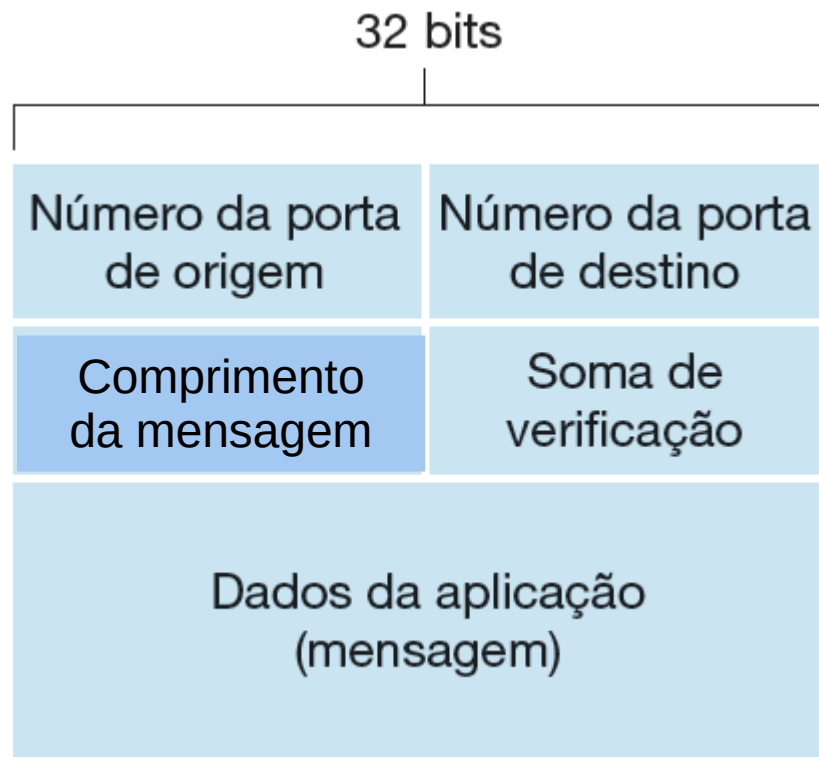 32 bits
Número da porta
de origem
Número da porta
de destino
Comprimento
da mensagem
Soma de
verificação
Dados da aplicação
(mensagem)